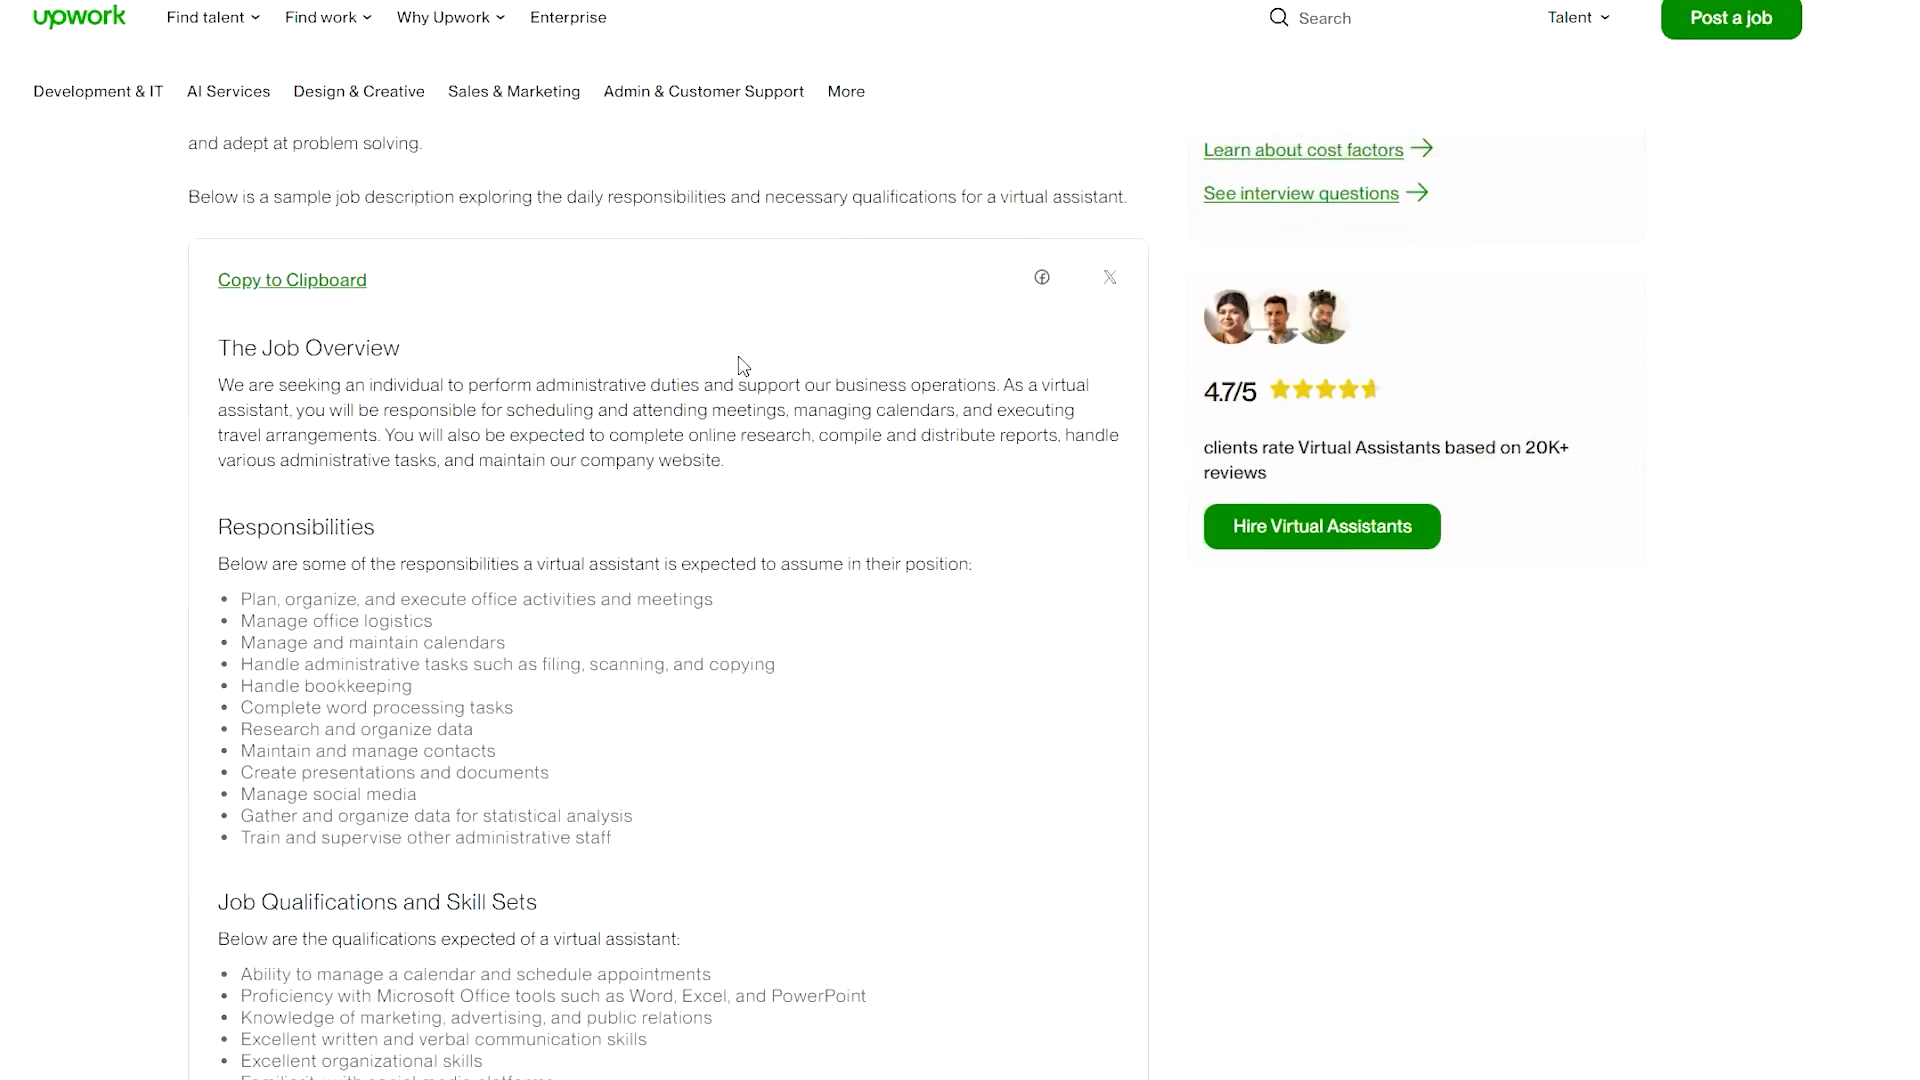 upwork Find talent Find work Why Upwork Enterprise Search Talent Post a job
Development & IT AI Services Design & Creative Sales & Marketing Admin & Customer Support More
and adept at problem solving.
Below is a sample job description exploring the daily responsibilities and necessary qualifications for a virtual assistant.
Copy to Clipboard
The Job Overview
We are seeking an individual to perform administrative duties and support our business operations. As a virtual
assistant, you will be responsible for scheduling and attending meetings, managing calendars, and executing
travel arrangements. You will also be expected to complete online research, compile and distribute reports, handle
various administrative tasks, and maintain our company website.
Responsibilities
Below are some of the responsibilities a virtual assistant is expected to assume in their position:
• Plan, organize, and execute office activities and meetings
• Manage office logistics
• Manage and maintain calendars
• Handle administrative tasks such as filing, scanning, and copying
• Handle bookkeeping
• Complete word processing tasks
• Research and organize data
• Maintain and manage contacts
• Create presentations and documents
• Manage social media
• Gather and organize data for statistical analysis
• Train and supervise other administrative staff
Job Qualifications and Skill Sets
Below are the qualifications expected of a virtual assistant:
• Ability to manage a calendar and schedule appointments
• Proficiency with Microsoft Office tools such as Word, Excel, and PowerPoint
• Knowledge of marketing, advertising, and public relations
• Excellent written and verbal communication skills
• Excellent organizational skills
Learn about cost factors
See interview questions
4.7/5
clients rate Virtual Assistants based on 20K+
reviews
Hire Virtual Assistants